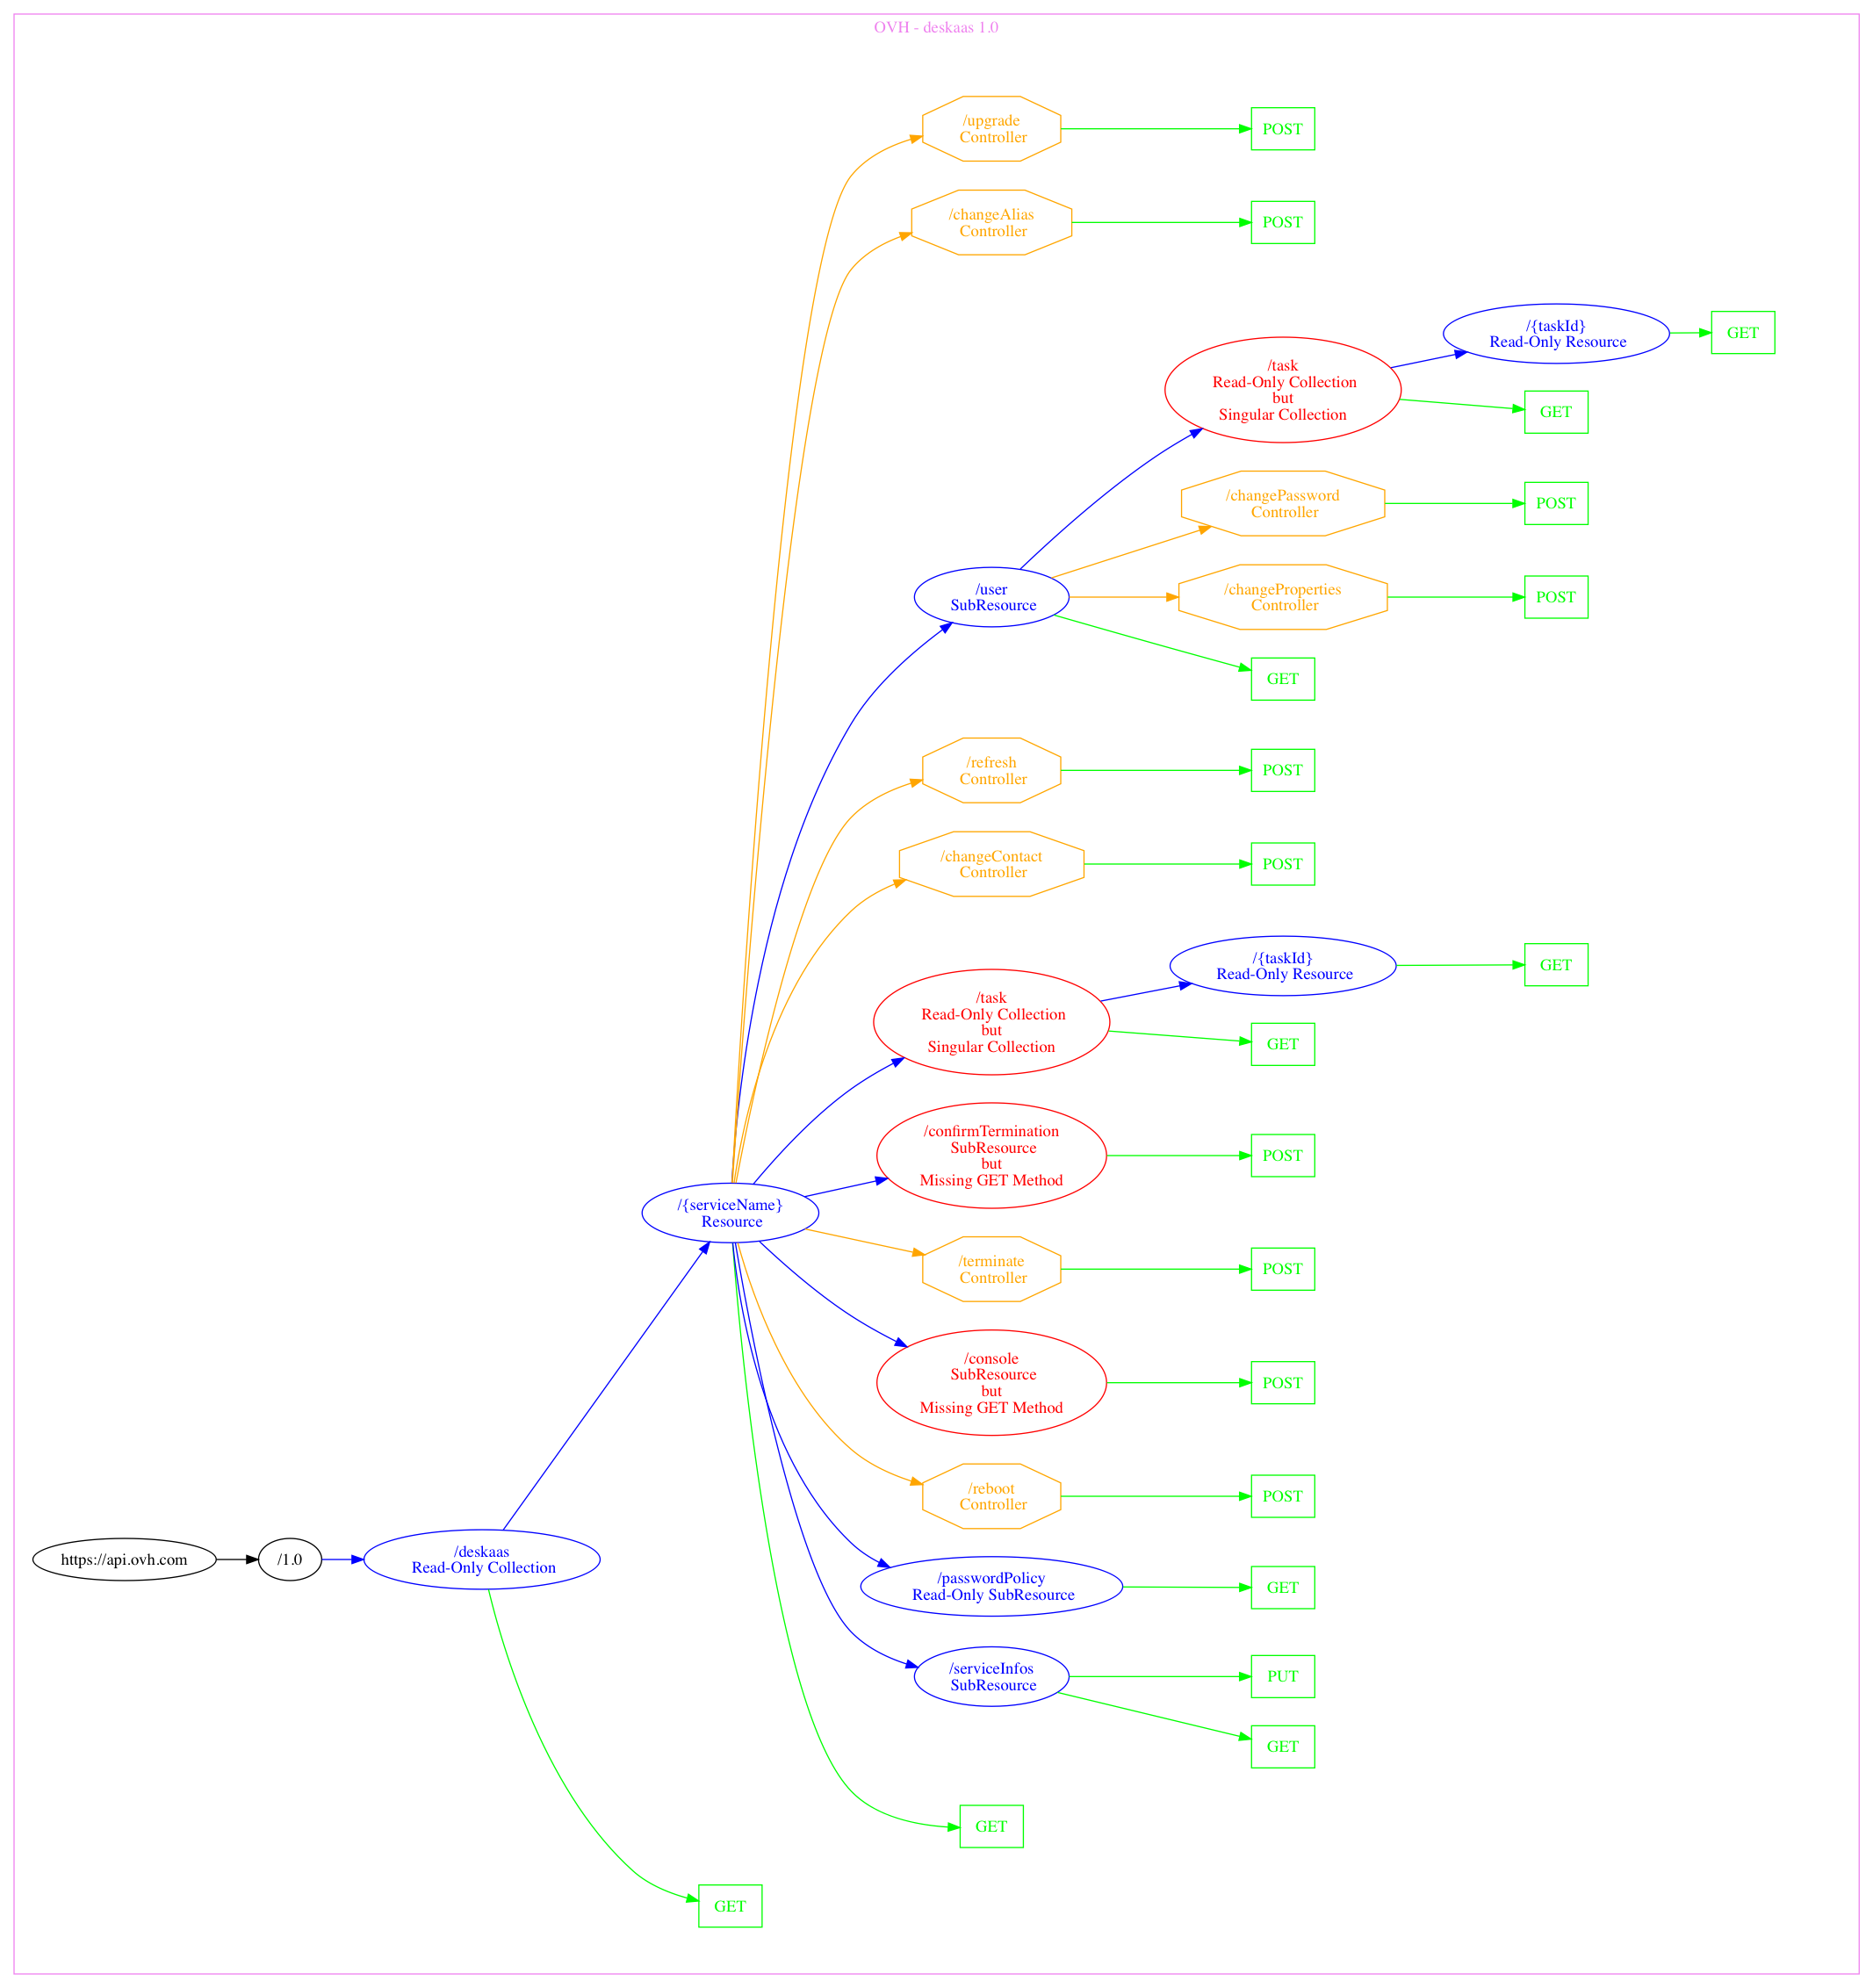 OVH - deskaas 1.0
/upgrade
Controller
POST
/changeAlias
Controller
POST
/{taskId}
Read-Only Resource
GET
/task
Read-Only Collection
but
Singular Collection
GET
/changePassword
Controller
POST
/user
SubResource
/changeProperties
Controller
POST
GET
/refresh
Controller
POST
/changeContact
Controller
POST
/{taskId}
Read-Only Resource
GET
/task
Read-Only Collection
but
Singular Collection
GET
/confirmTermination
SubResource
but
Missing GET Method
POST
/{serviceName}
Resource
/terminate
Controller
POST
/console
SubResource
but
Missing GET Method
POST
/reboot
Controller
POST
https://api.ovh.com
/1.0
/deskaas
Read-Only Collection
/passwordPolicy
Read-Only SubResource
GET
/serviceInfos
SubResource
PUT
GET
GET
GET